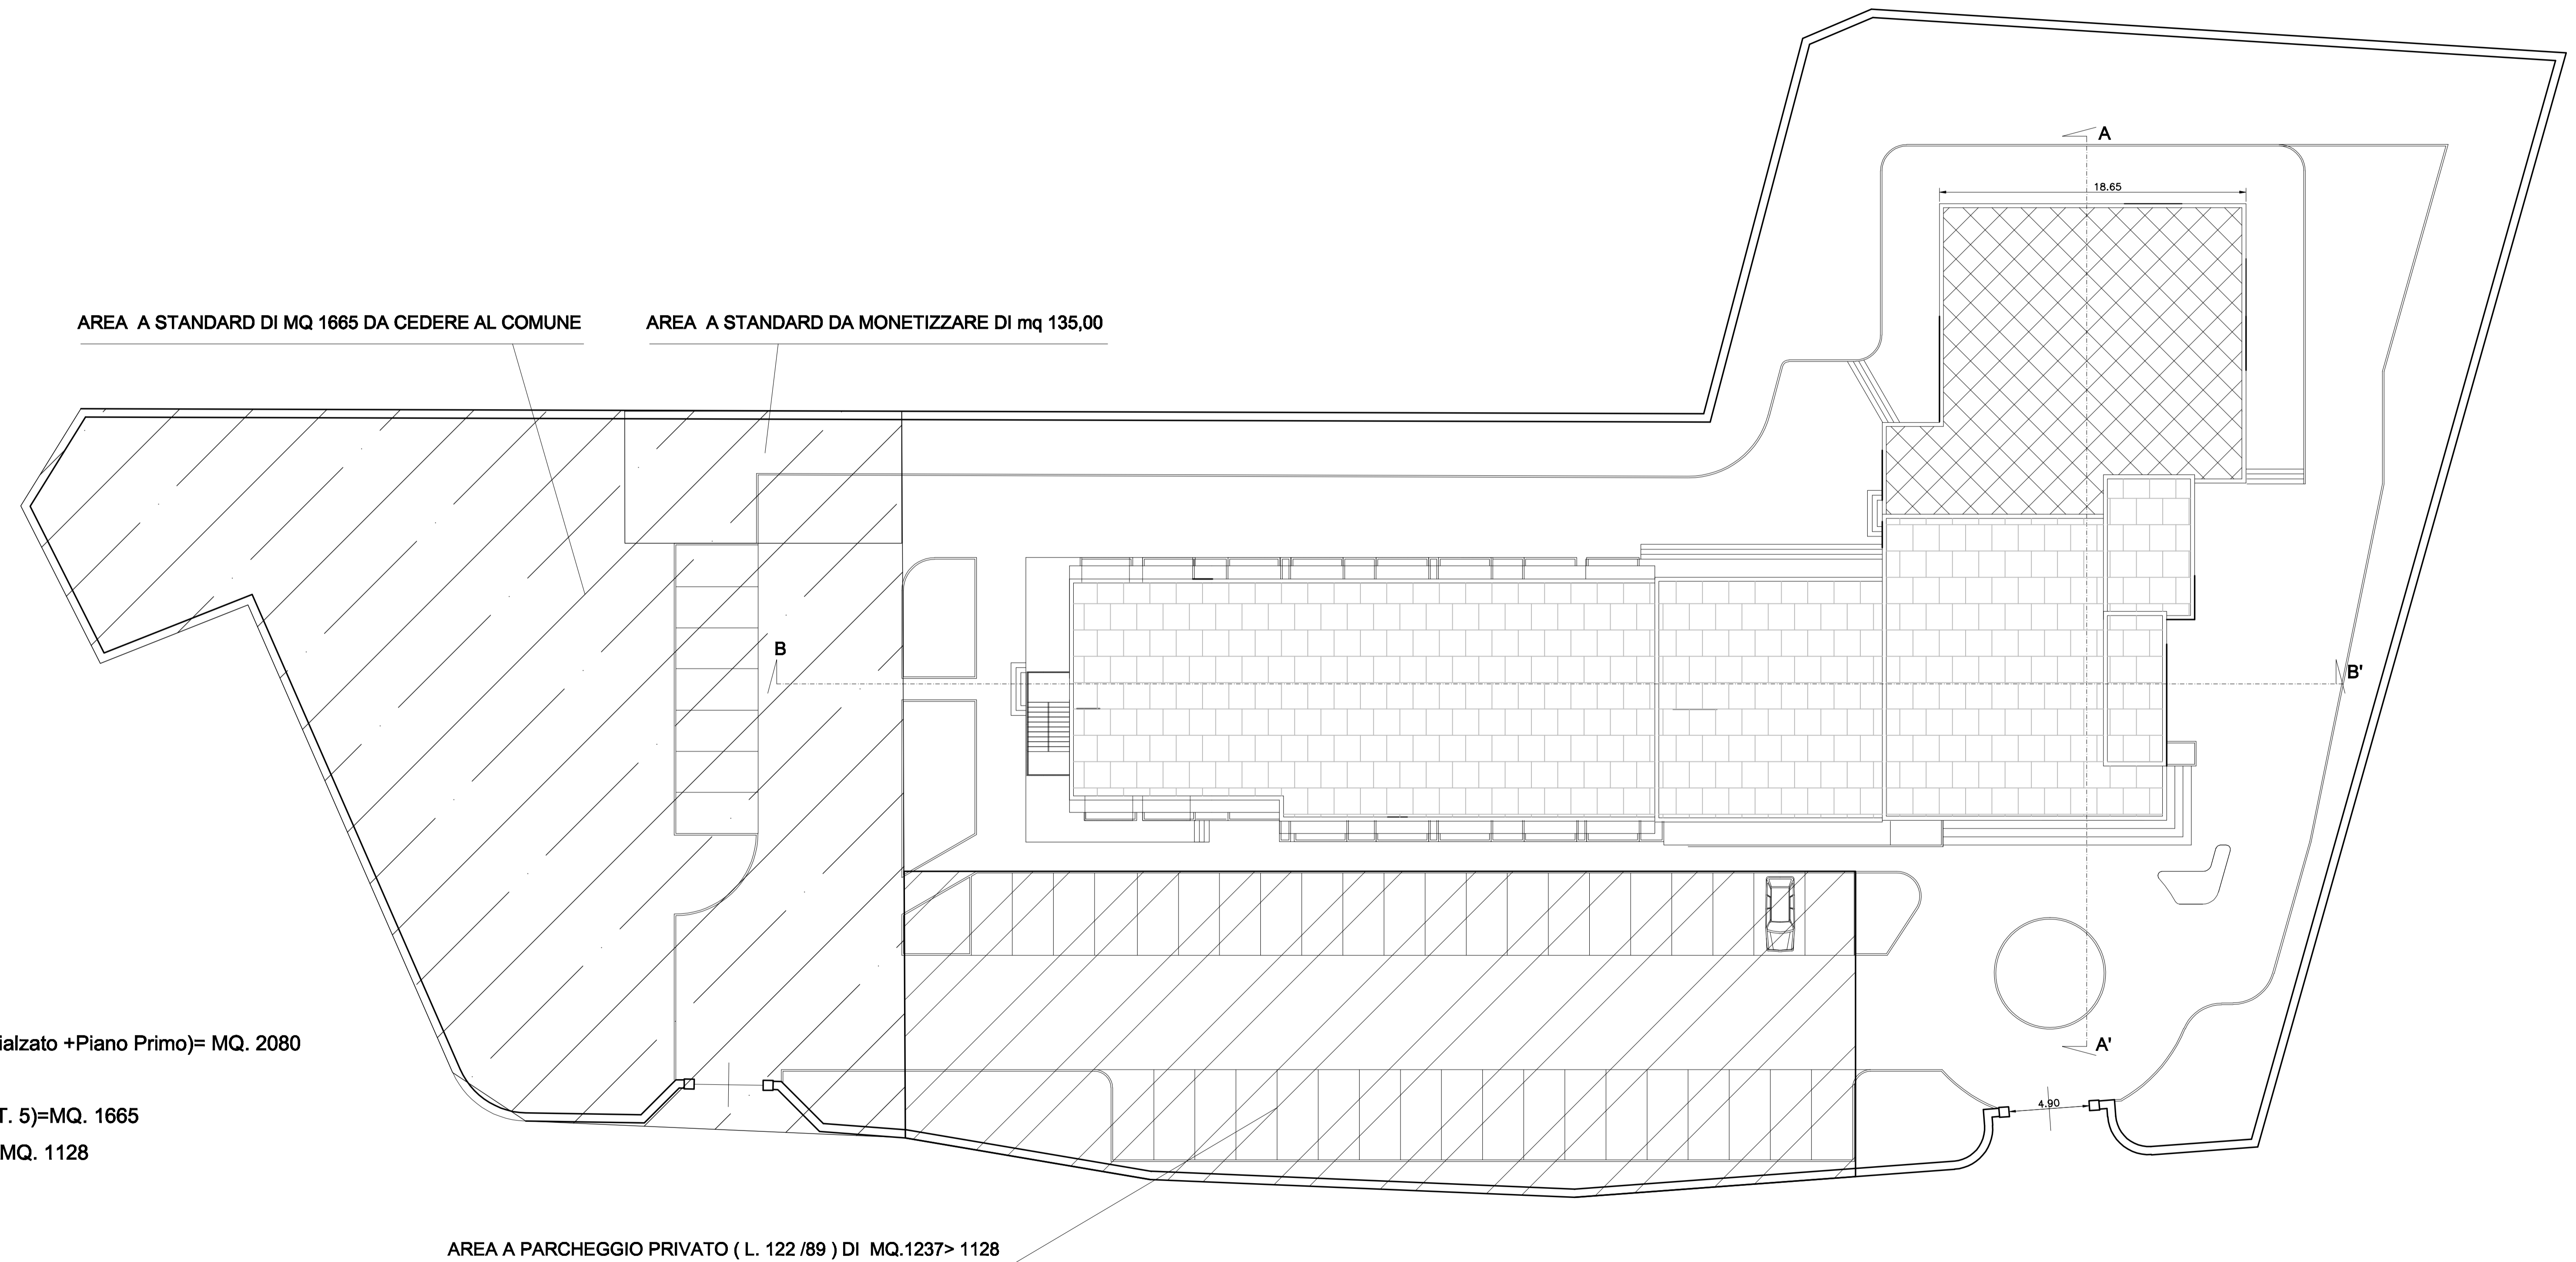 A
18.65
AREA A STANDARD DI MQ 1665 DA CEDERE AL COMUNE
AREA A STANDARD DA MONETIZZARE DI mq 135,00
B
B'
ialzato +Piano Primo)= MQ. 2080
A'
4.90
T. 5)=MQ. 1665
MQ. 1128
AREA A PARCHEGGIO PRIVATO ( L. 122 /89 ) DI MQ.1237> 1128